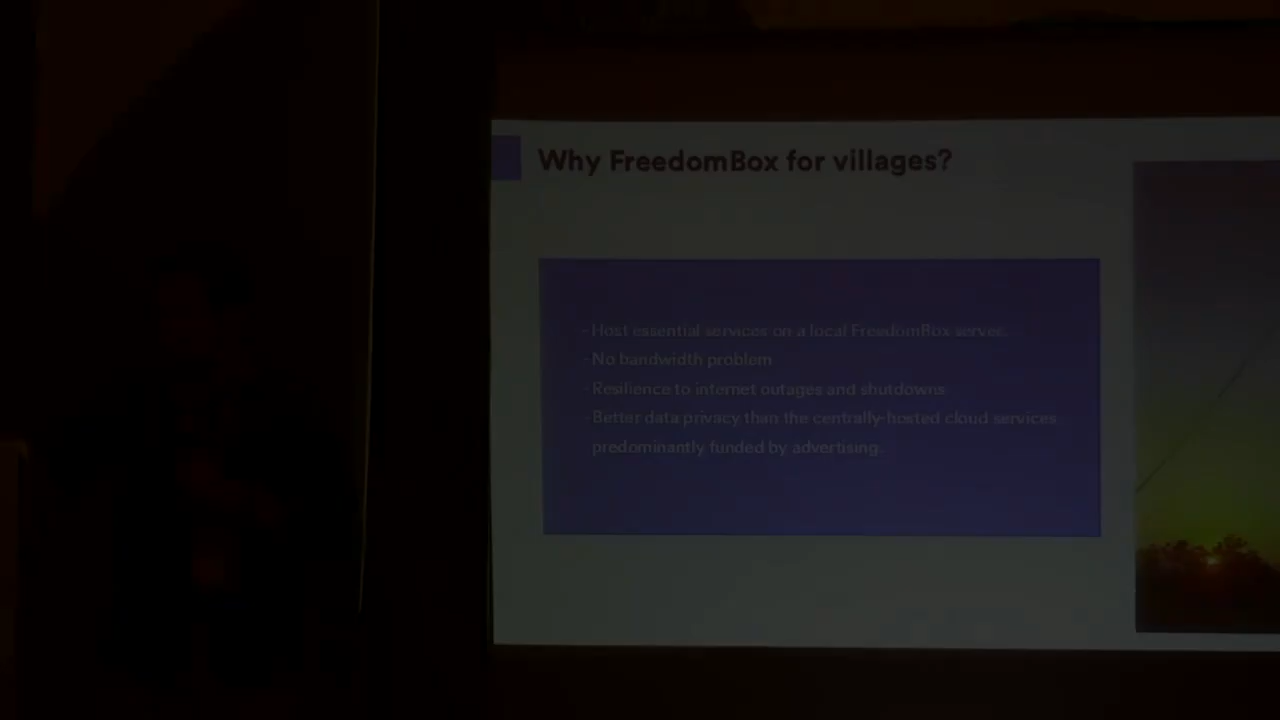 Why FreedomBox for villages?
- Host essential services on a local FreedomBox server.
- No bandwidth problem
- Resilience to internet outages and shutdowns
- Better data privacy than the centrally-hosted cloud services
predominantly funded by advertising.